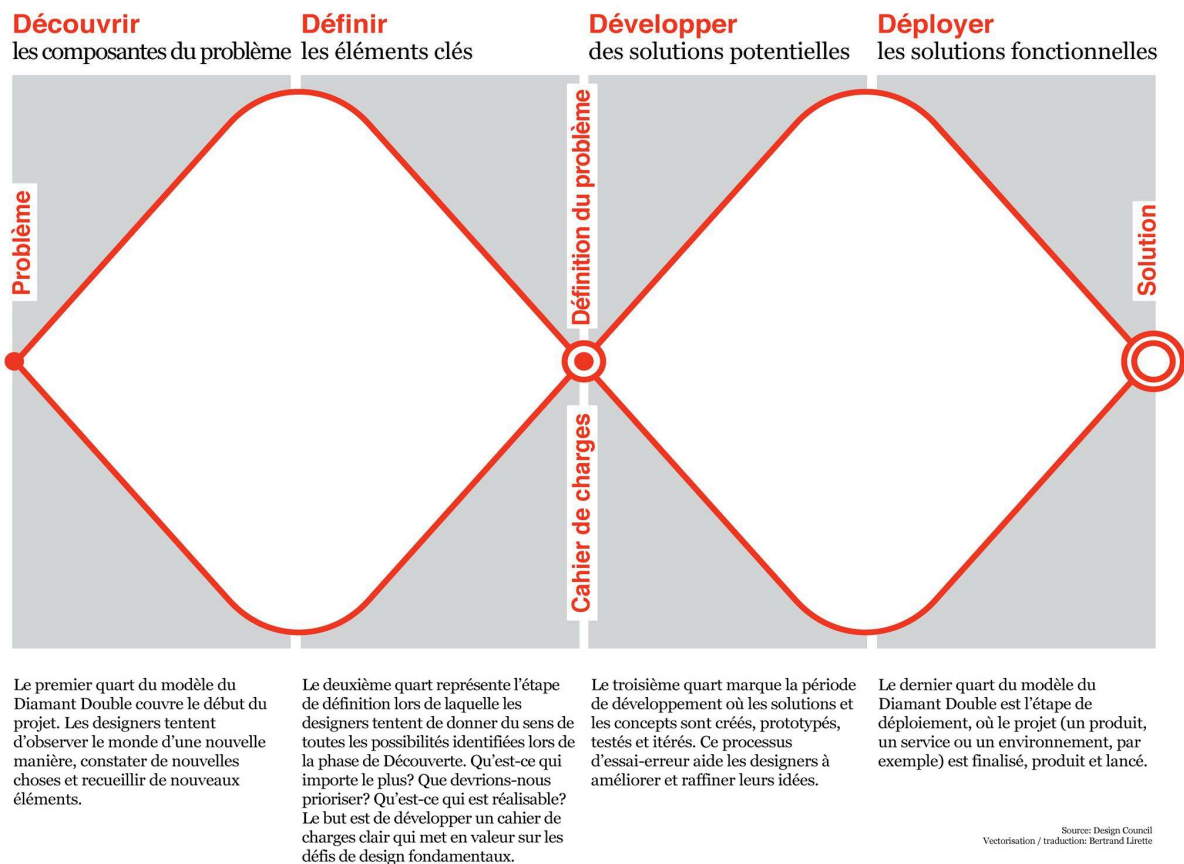 Découvrir
les composantes du problème
Définir
les éléments clés
Développer
des solutions potentielles
Déployer
les solutions fonctionnelles
Problème
Définition du problème
Cahier de charges
Solution
Le premier quart du modèle du
Diamant Double couvre le début du
projet. Les designers tentent
d’observer le monde d’une nouvelle
manière, constater de nouvelles
choses et recueillir de nouveaux
éléments.
Le deuxième quart représente l’étape
de définition lors de laquelle les
designers tentent de donner du sens de
toutes les possibilités identifiées lors de
la phase de Découverte. Qu’est-ce qui
importe le plus? Que devrions-nous
prioriser? Qu’est-ce qui est réalisable?
Le but est de développer un cahier de
charges clair qui met en valeur sur les
défis de design fondamentaux.
Le troisième quart marque la période
de développement où les solutions et
les concepts sont créés, prototypés,
testés et itérés. Ce processus
d’essai-erreur aide les designers à
améliorer et raffiner leurs idées.
Le dernier quart du modèle du
Diamant Double est l’étape de
déploiement, où le projet (un produit,
un service ou un environnement, par
exemple) est finalisé, produit et lancé.
Source: Design Council
Vectorisation / traduction: Bertrand Lirette